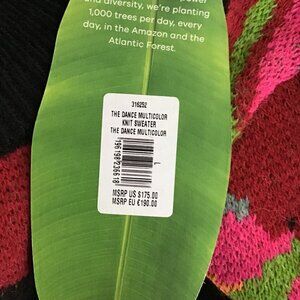 and diversity, we're planting
1,000 trees per day, every
day, in the Amazon and the
Atlantic Forest.
316252
THE DANCE MULTICOLOR
KNIT SWEATER
THE DANCE MULTICOLOR
L
MSRP US $175.00
MSRP EU €190.00